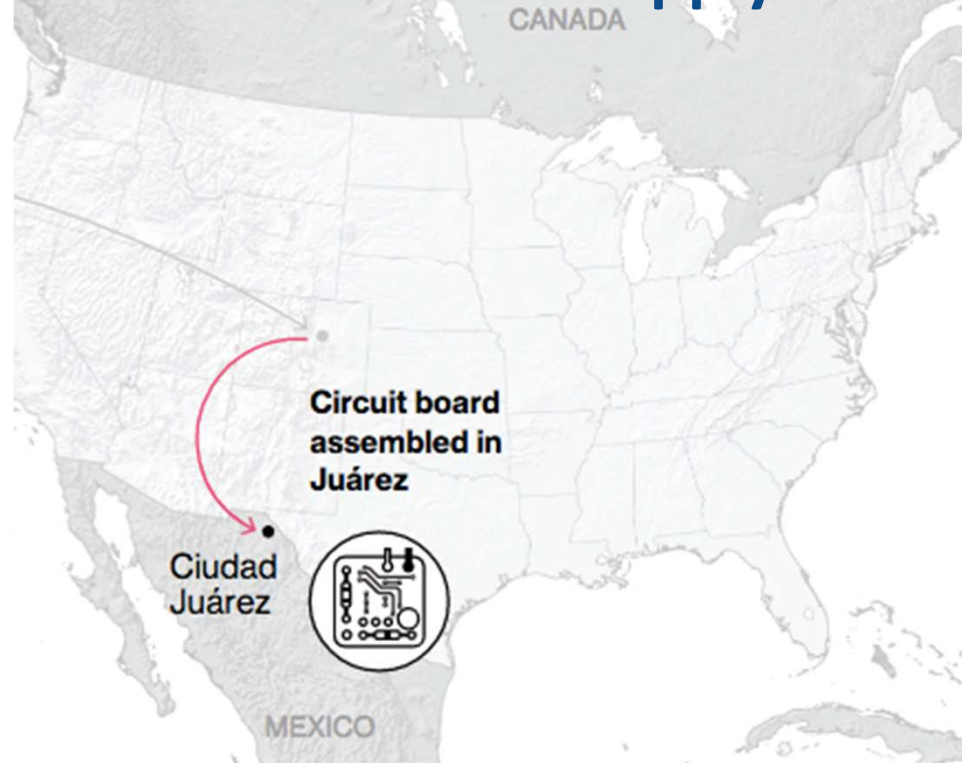 CANADA
Circuit board
assembled in
Juárez
Ciudad
Juárez
MEXICO